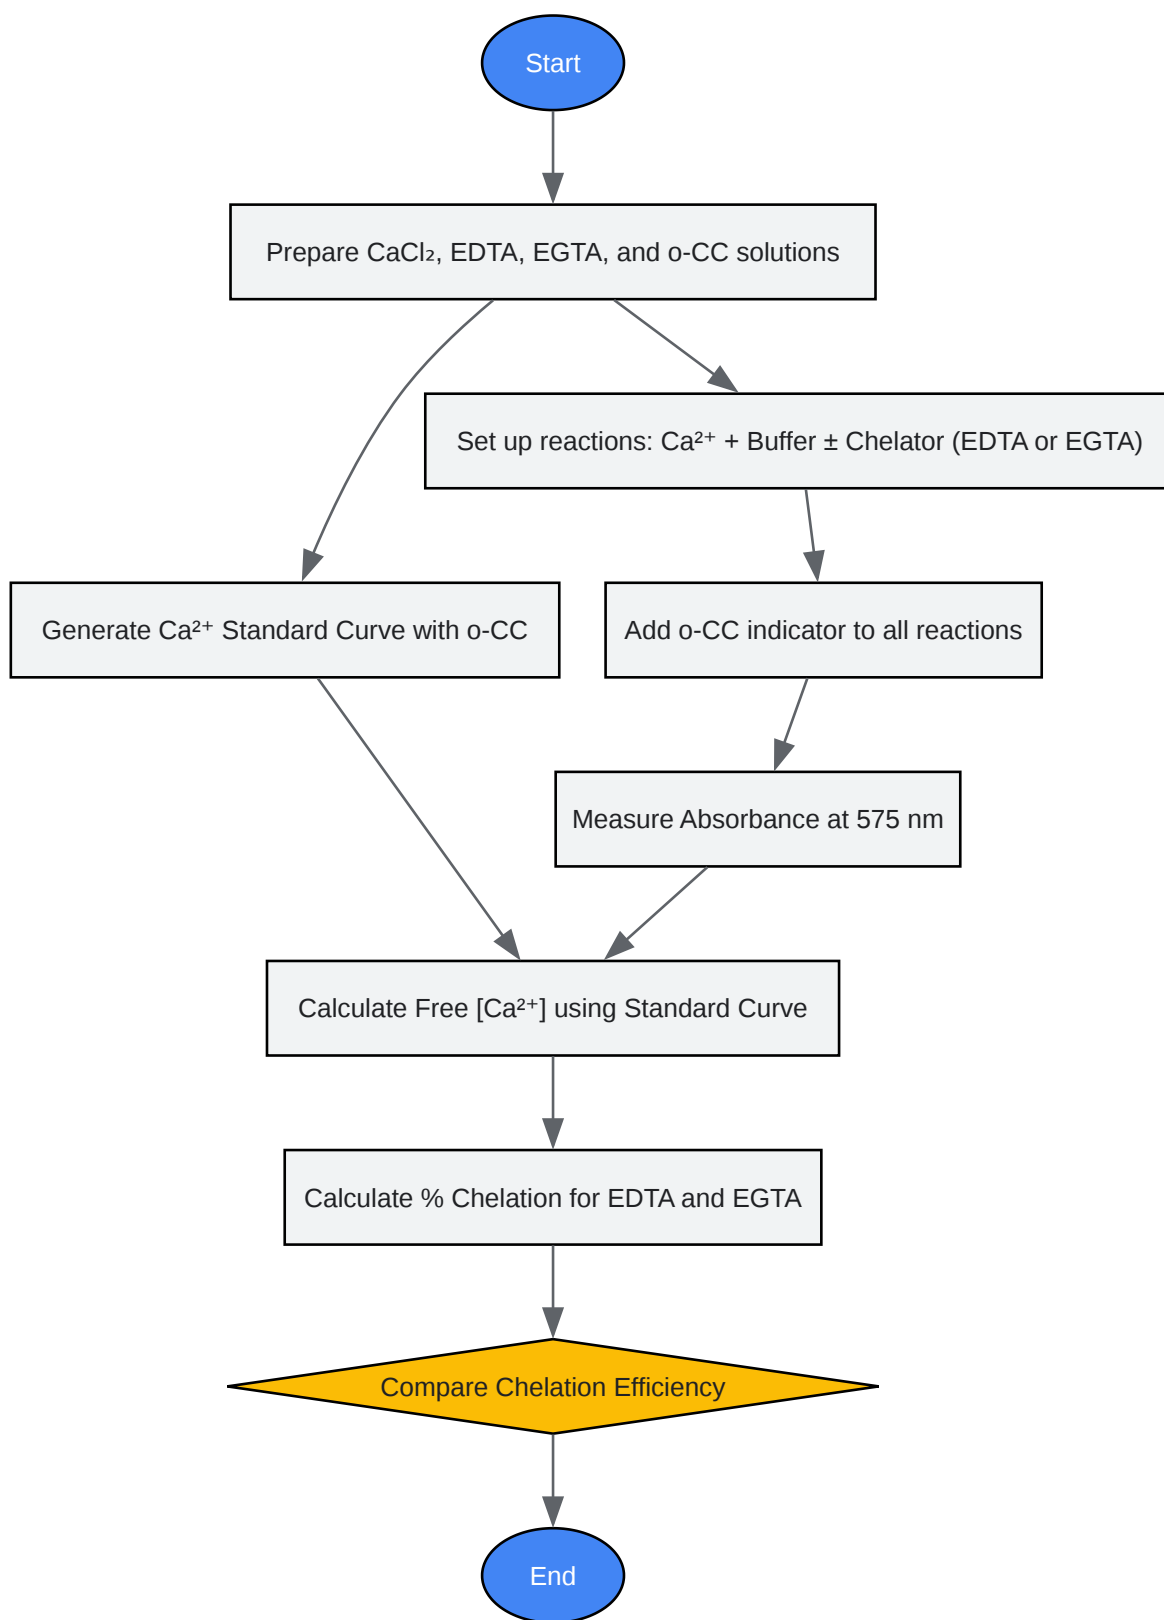 Start
Prepare CaCl₂, EDTA, EGTA, and o-CC solutions
Set up reactions: Ca²⁺ + Buffer ± Chelator (EDTA or EGTA)
Generate Ca²⁺ Standard Curve with o-CC
Add o-CC indicator to all reactions
Measure Absorbance at 575 nm
Calculate Free [Ca²⁺] using Standard Curve
Calculate % Chelation for EDTA and EGTA
Compare Chelation Efficiency
End